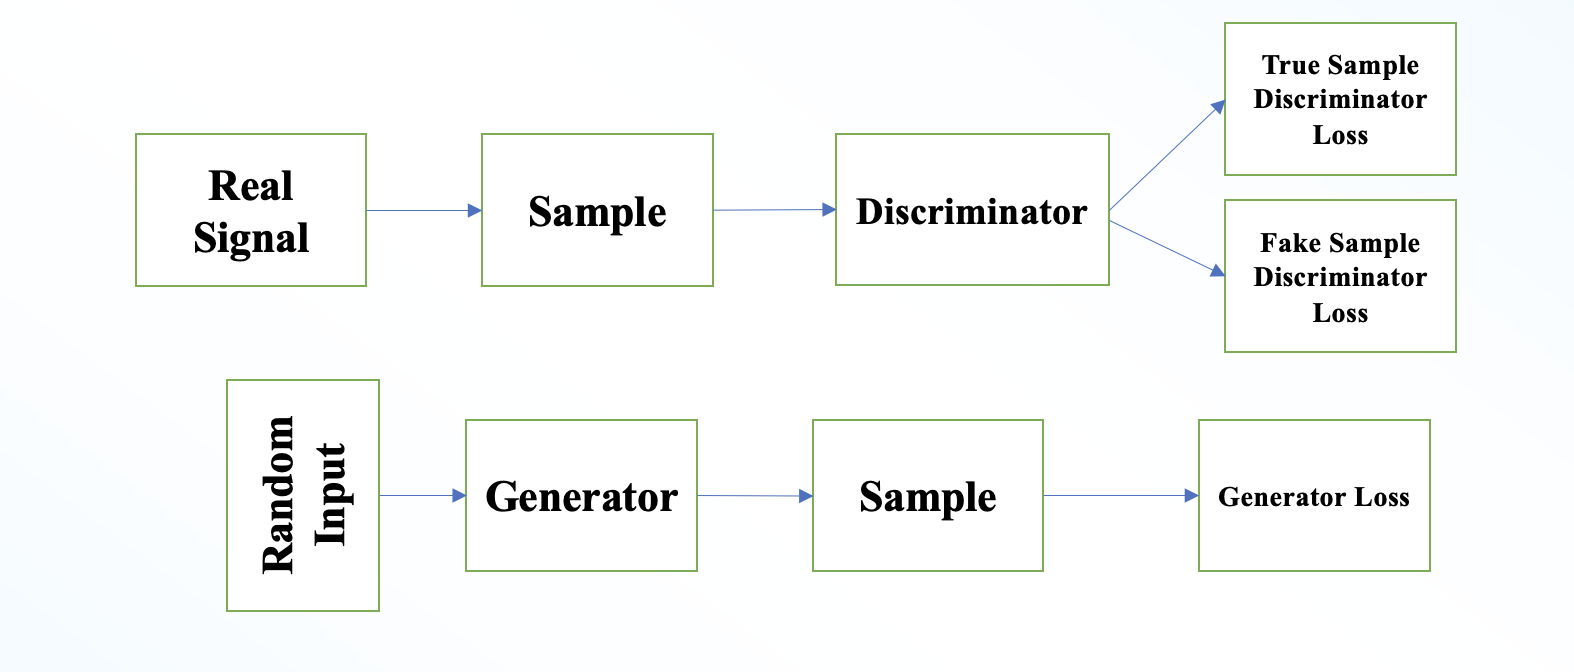 Real
Signal
Sample
Discriminator
True Sample
Discriminator
Loss
Fake Sample
Discriminator
Loss
Random
Input
Generator
Sample
Generator Loss